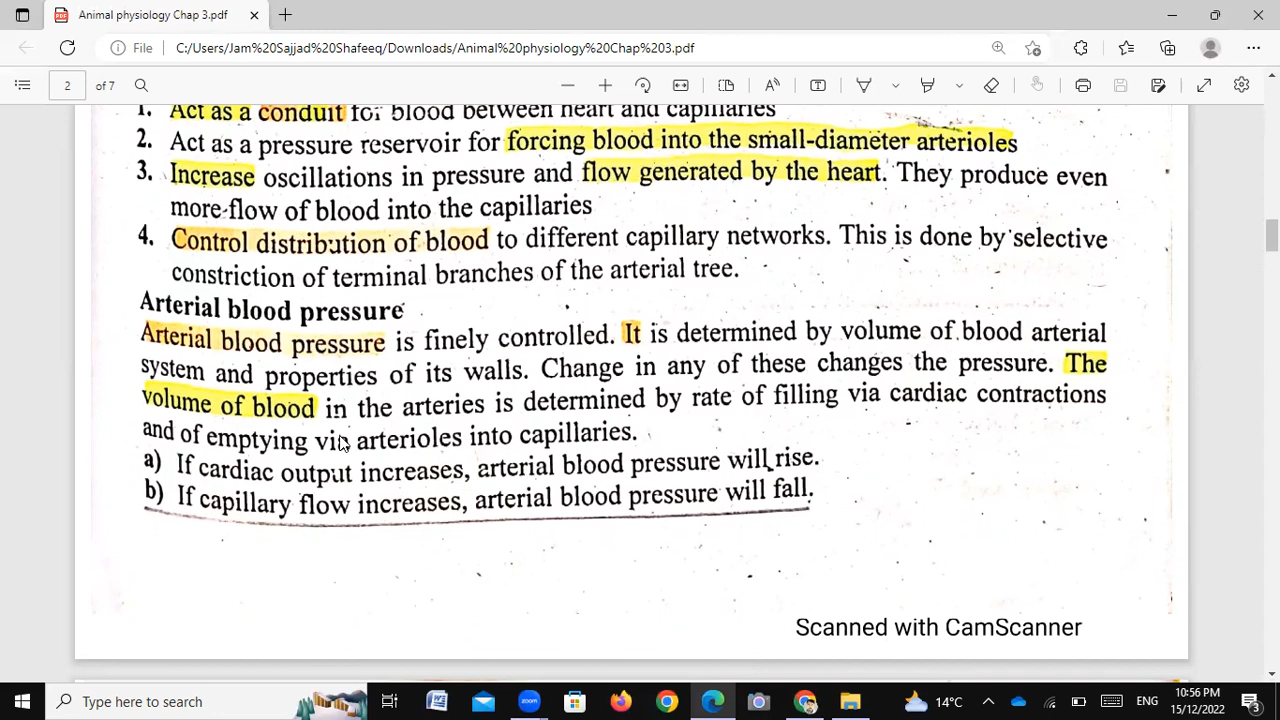 Animal physiology Chap 3.pdf
File C:/Users/Jam%20Sajjad%20Shafeeq/Downloads/Animal%20physiology%20Chap%203.pdf
2 of 7
1. Act as a conduit for blood between heart and capillaries
2. Act as a pressure reservoir for forcing blood into the small-diameter arterioles
3. Increase oscillations in pressure and flow generated by the heart. They produce even
more flow of blood into the capillaries
4. Control distribution of blood to different capillary networks. This is done by selective
constriction of terminal branches of the arterial tree.
Arterial blood pressure
Arterial blood pressure is finely controlled. It is determined by volume of blood arterial
system and properties of its walls. Change in any of these changes the pressure. The
volume of blood in the arteries is determined by rate of filling via cardiac contractions
and of emptying via arterioles into capillaries.
a) If cardiac output increases, arterial blood pressure will rise.
b) If capillary flow increases, arterial blood pressure will fall.
Scanned with CamScanner
Type here to search
zoom
14°C
ENG
10:56 PM
15/12/2022
3